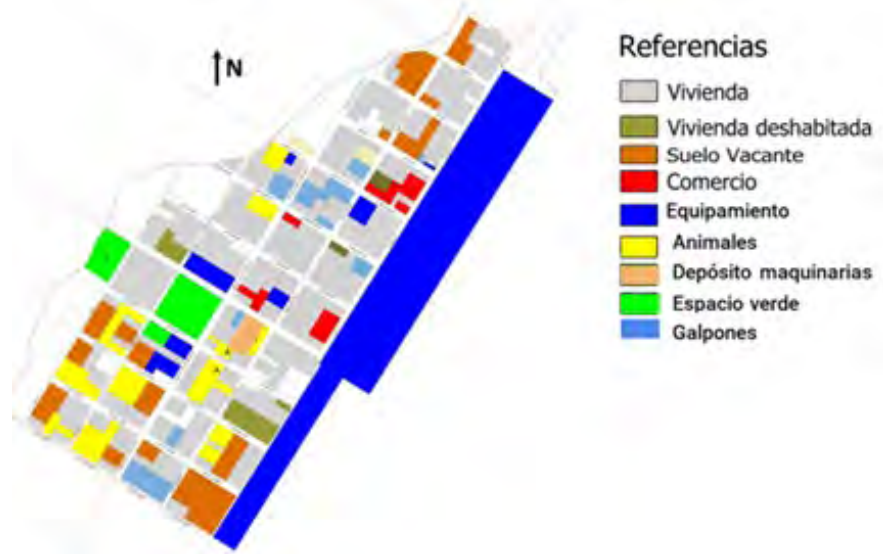 N
Referencias
Vivienda
Vivienda deshabitada
Suelo Vacante
Comercio
Equipamiento
Animales
Depósito maquinarias
Espacio verde
Galpones